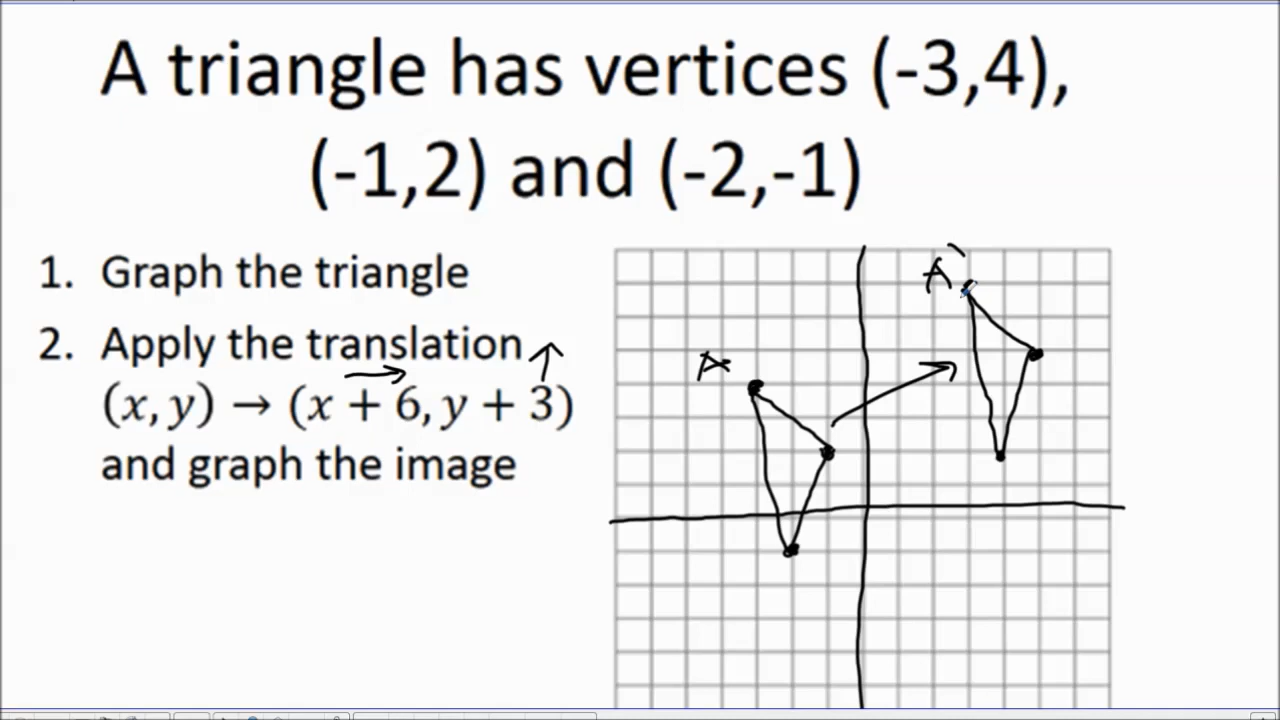 A triangle has vertices (-3,4),
(-1,2) and (-2,-1)
1. Graph the triangle
2. Apply the translation
(x, y) → (x + 6, y + 3)
and graph the image
A
A'